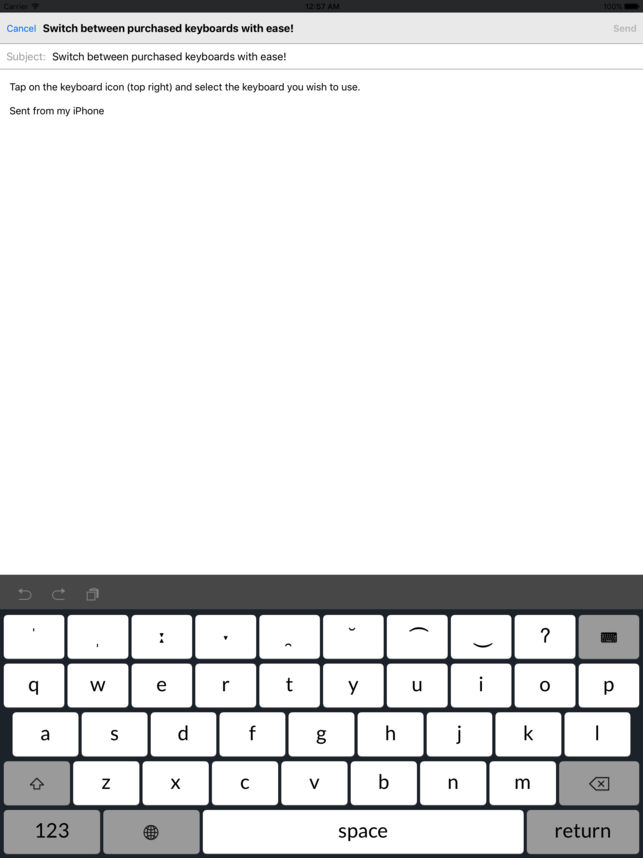 Carrier 12:57 AM 100%
Cancel Switch between purchased keyboards with ease! Send
Subject: Switch between purchased keyboards with ease!
Tap on the keyboard icon (top right) and select the keyboard you wish to use.
Sent from my iPhone
ˈ ˌ ː ˑ ̯ ˘ ͡ ‿ ʔ
q w e r t y u i o p
a s d f g h j k l
z x c v b n m
123 space return